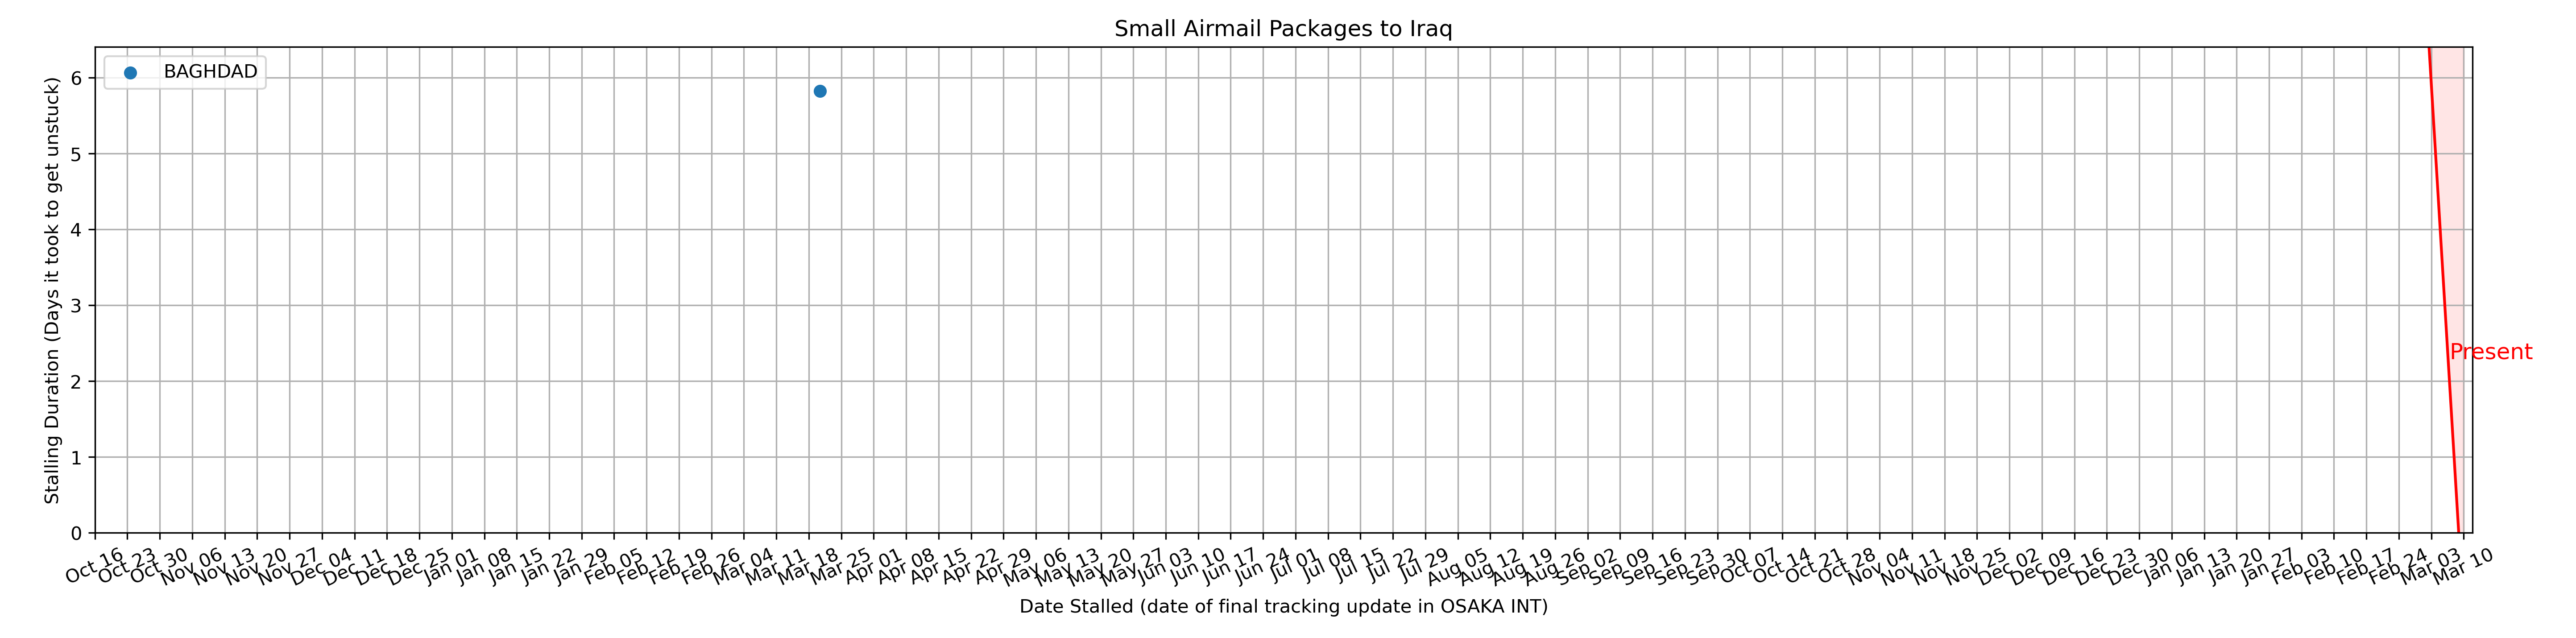 Small Airmail Packages to Iraq
BAGHDAD
Stalling Duration (Days it took to get unstuck)
6
5
4
3
2
1
0
Present
Oct 16
Oct 23
Oct 30
Nov 06
Nov 13
Nov 20
Nov 27
Dec 04
Dec 11
Dec 18
Dec 25
Jan 01
Jan 08
Jan 15
Jan 22
Jan 29
Feb 05
Feb 12
Feb 19
Feb 26
Mar 04
Mar 11
Mar 18
Mar 25
Apr 01
Apr 08
Apr 15
Apr 22
Apr 29
May 06
May 13
May 20
May 27
Jun 03
Jun 10
Jun 17
Jun 24
Jul 01
Jul 08
Jul 15
Jul 22
Jul 29
Aug 05
Aug 12
Aug 19
Aug 26
Sep 02
Sep 09
Sep 16
Sep 23
Sep 30
Oct 07
Oct 14
Oct 21
Oct 28
Nov 04
Nov 11
Nov 18
Nov 25
Dec 02
Dec 09
Dec 16
Dec 23
Dec 30
Jan 06
Jan 13
Jan 20
Jan 27
Feb 03
Feb 10
Feb 17
Feb 24
Mar 03
Mar 10
Date Stalled (date of final tracking update in OSAKA INT)